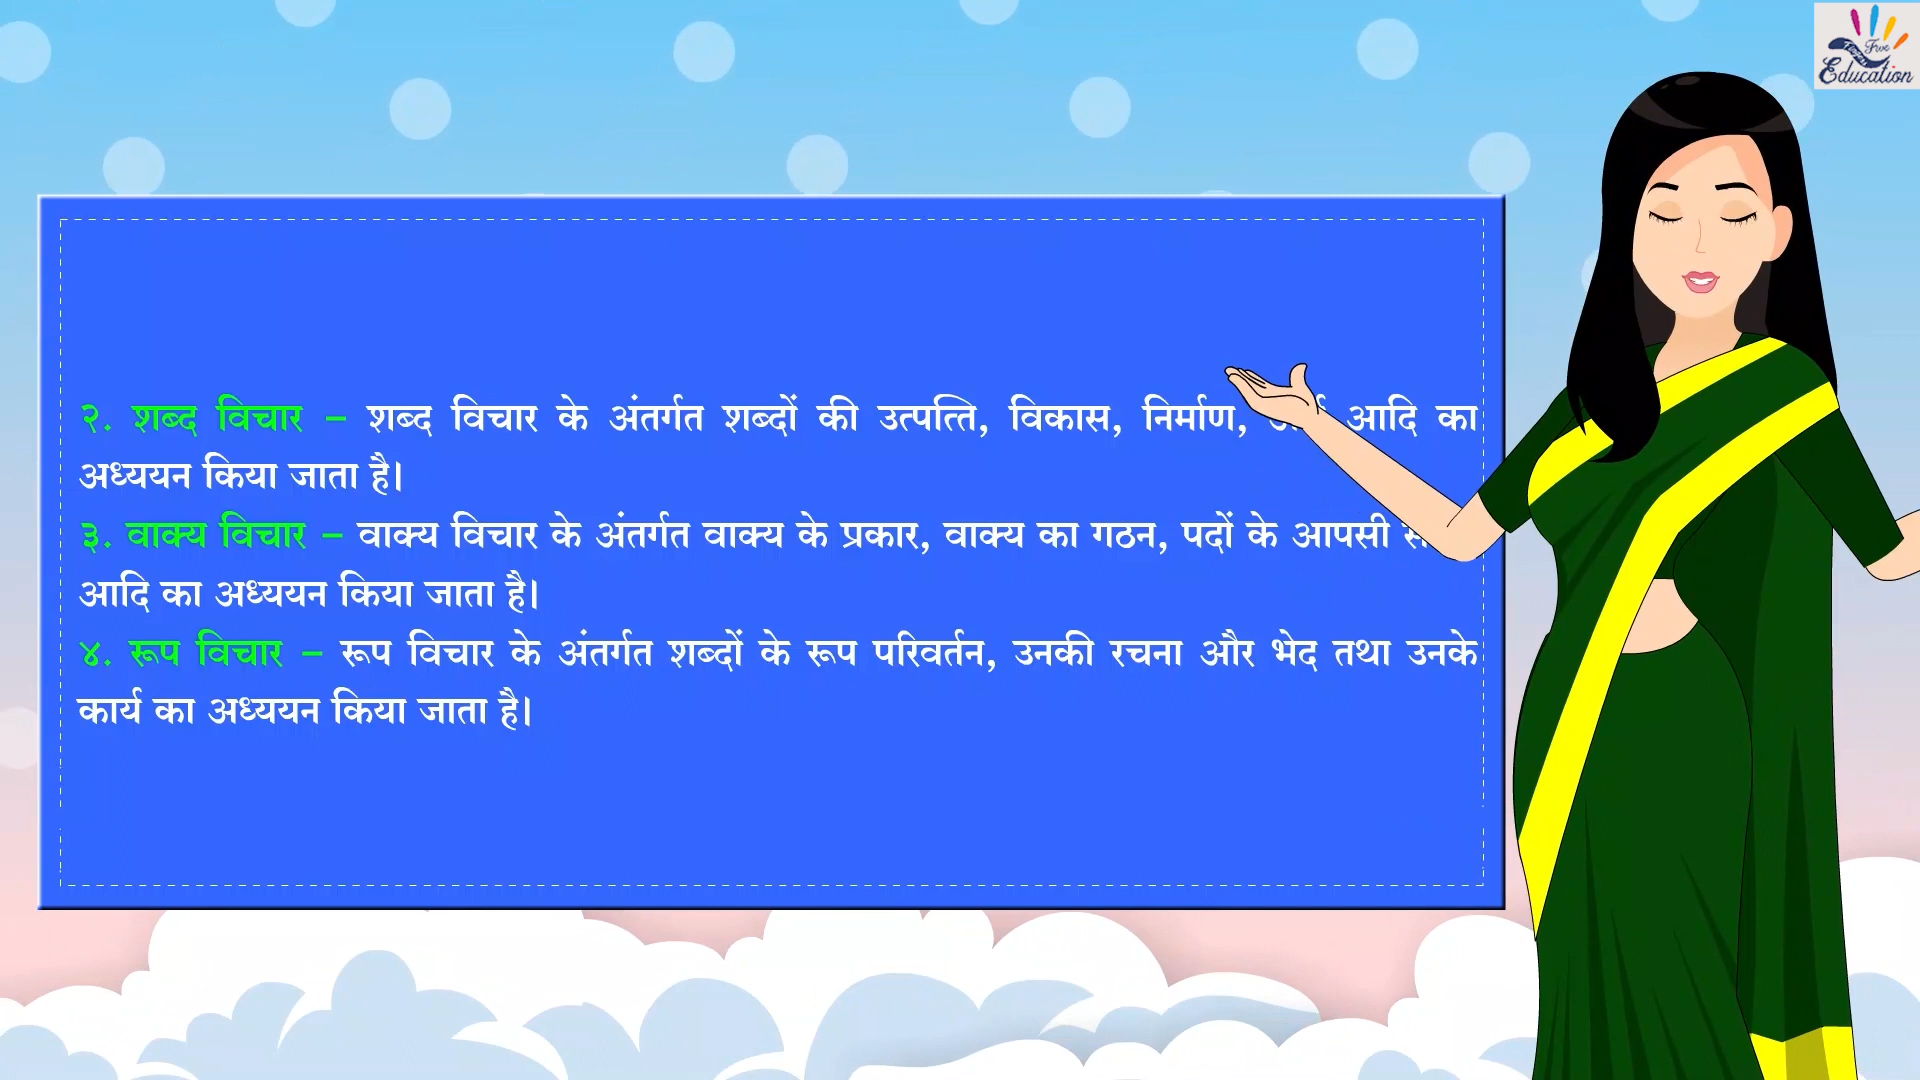 Five Education
२. शब्द विचार – शब्द विचार के अंतर्गत शब्दों की उत्पत्ति, विकास, निर्माण, आदि का
अध्ययन किया जाता है।
३. वाक्य विचार – वाक्य विचार के अंतर्गत वाक्य के प्रकार, वाक्य का गठन, पदों के आपसी
आदि का अध्ययन किया जाता है।
४. रूप विचार – रूप विचार के अंतर्गत शब्दों के रूप परिवर्तन, उनकी रचना और भेद तथा उनके
कार्य का अध्ययन किया जाता है।